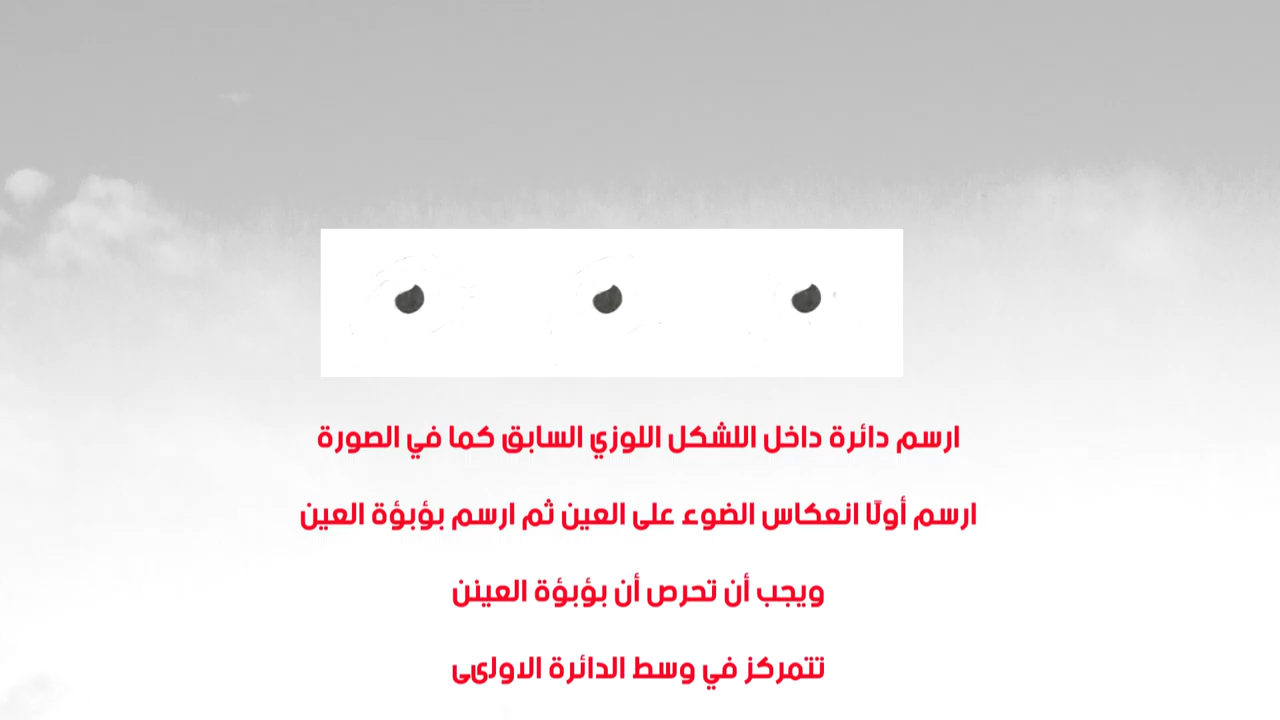 ارسم دائرة داخل اللشكل اللوزي السابق كما في الصورة
ارسم أولًا انعكاس الضوء على العين ثم ارسم بؤبؤة العين
ويجب أن تحرص أن بؤبؤة العينن
تتمركز في وسط الدائرة الاولىى